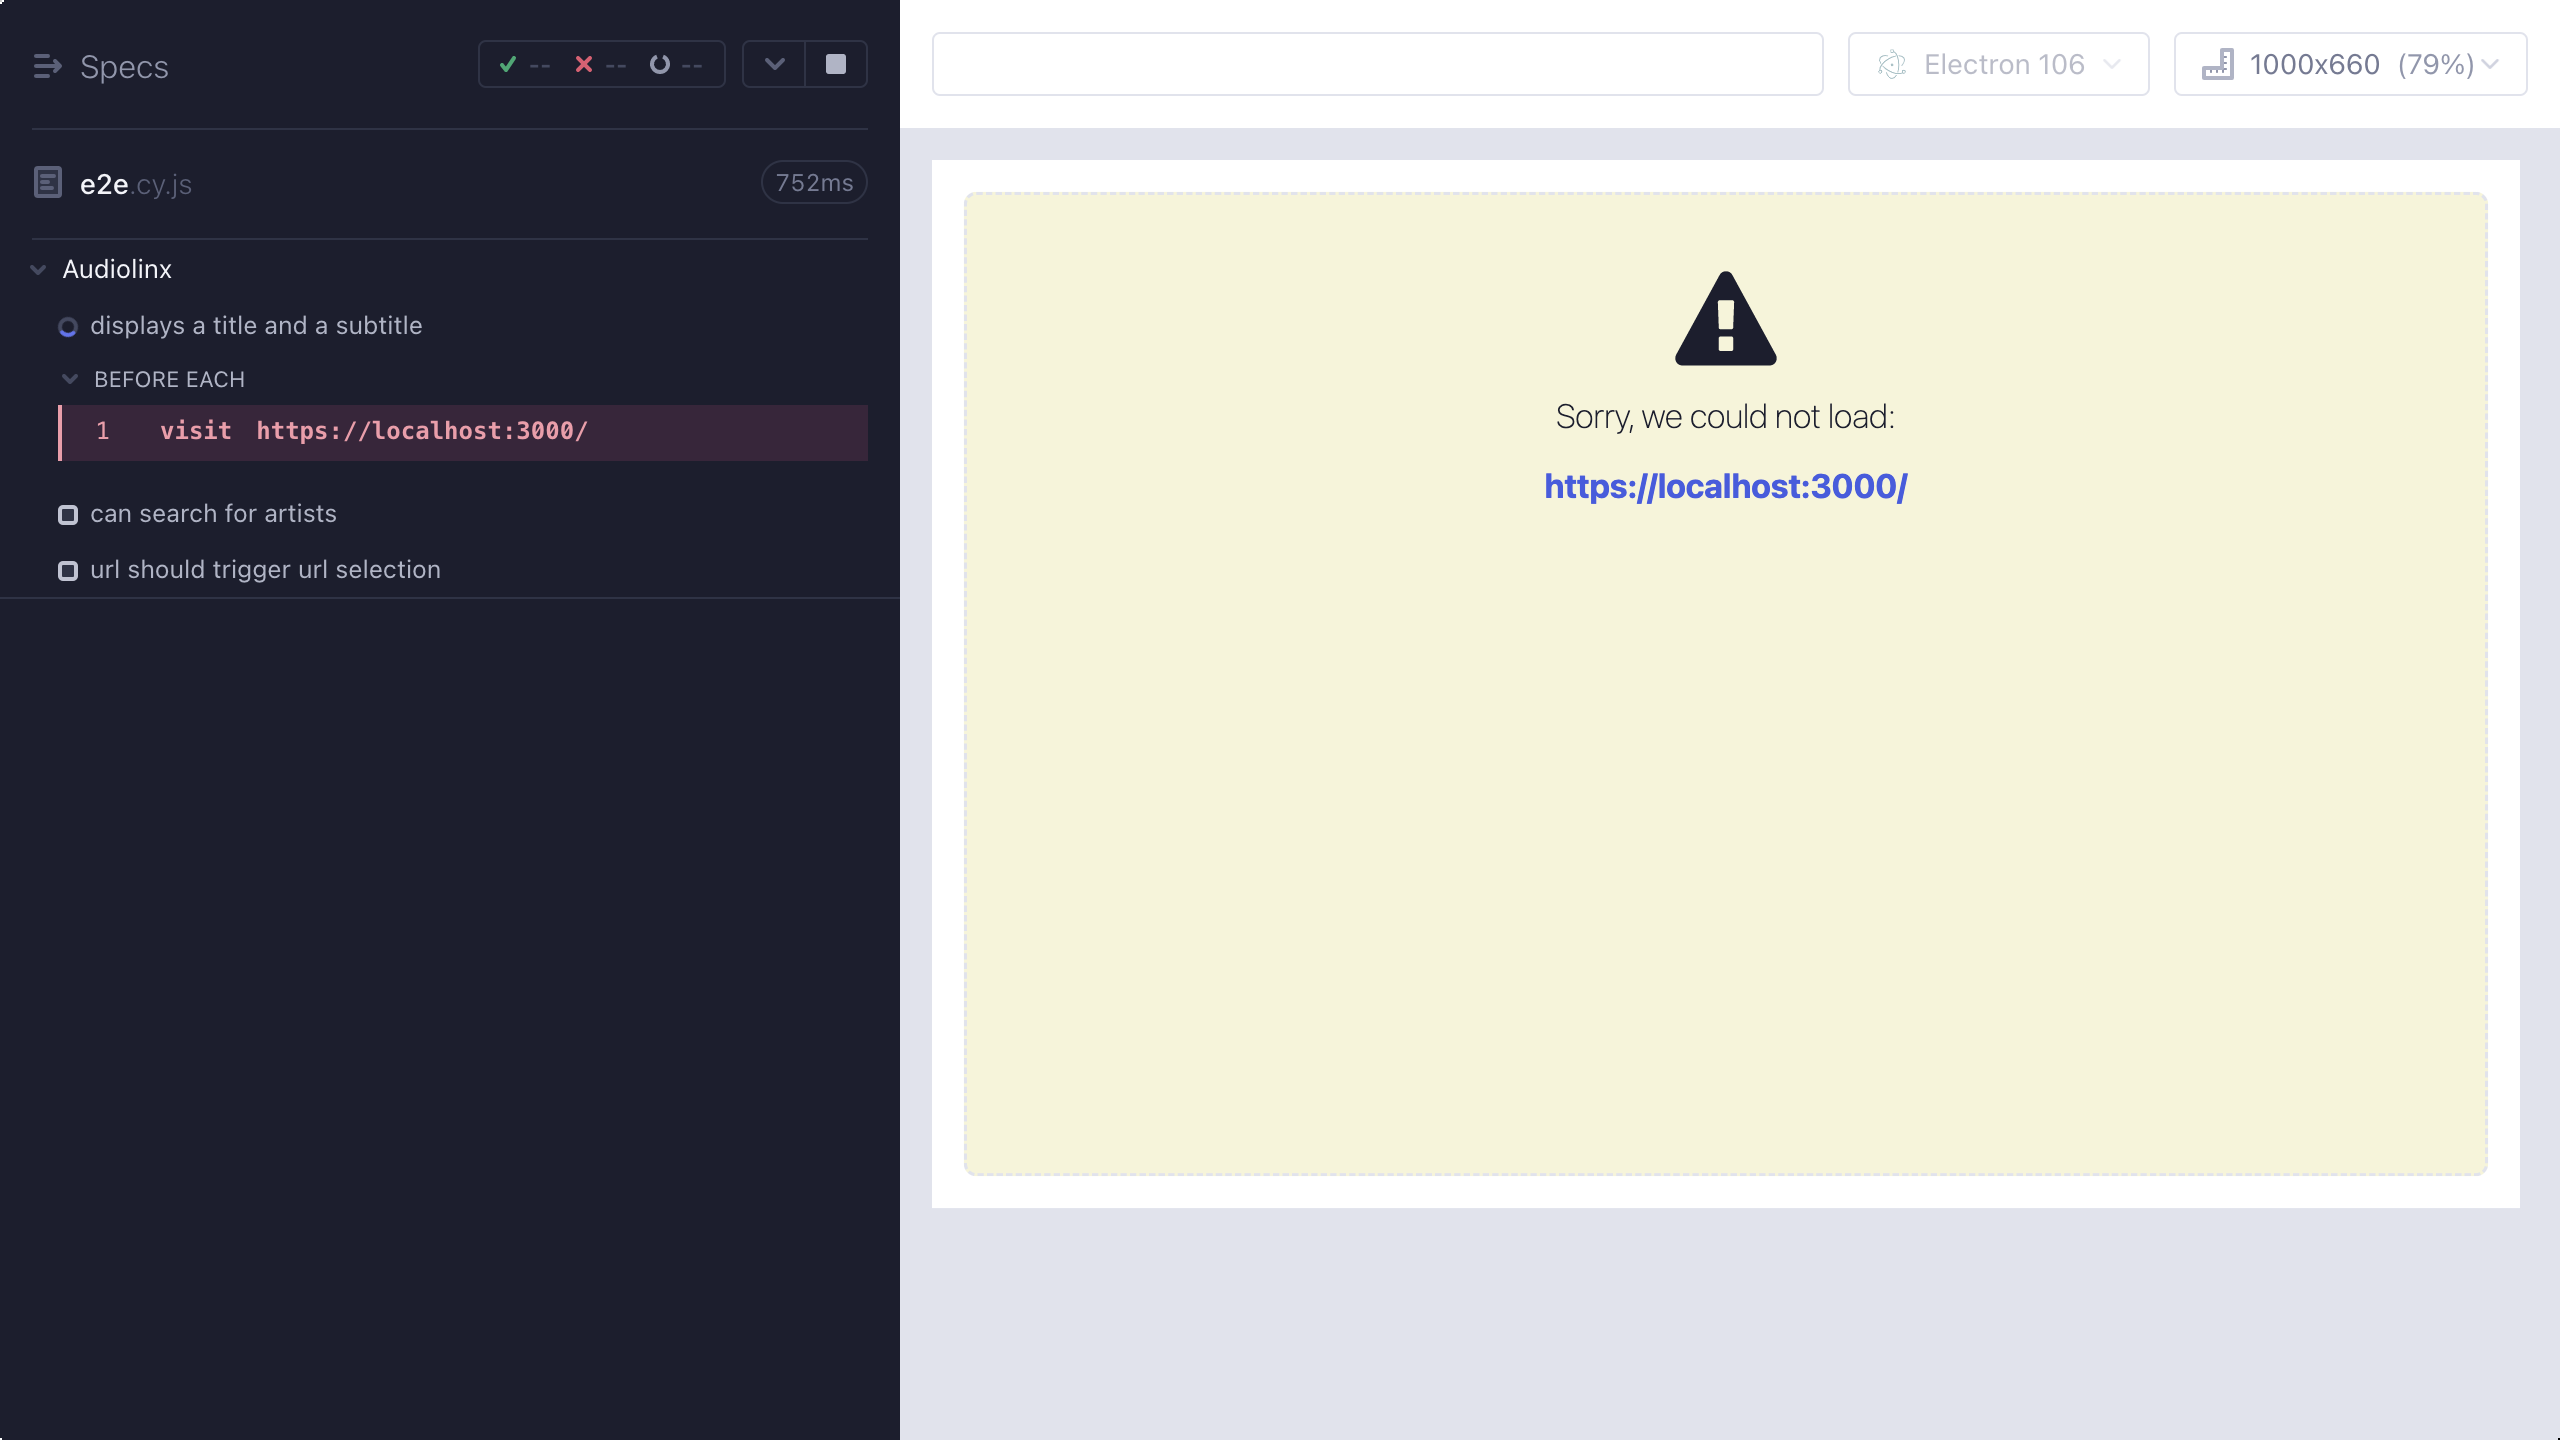 Specs
-- -- --
Electron 106
1000x660 (79%)
e2e.cy.js
752ms
Audiolinx
displays a title and a subtitle
BEFORE EACH
1 visit https://localhost:3000/
can search for artists
url should trigger url selection
Sorry, we could not load:
https://localhost:3000/